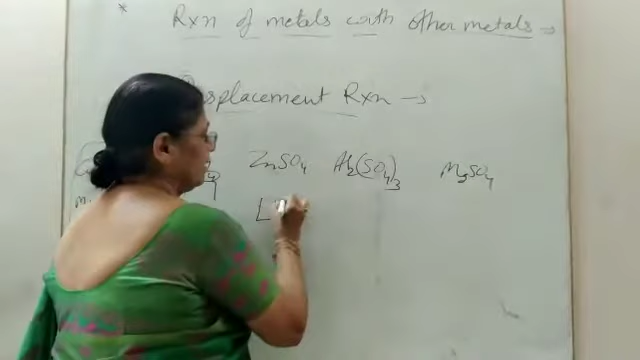 * Rxn of metals with other metals ⇒
Displacement Rxn →
ZnSO4 Al2(SO4)3 MgSO4
L